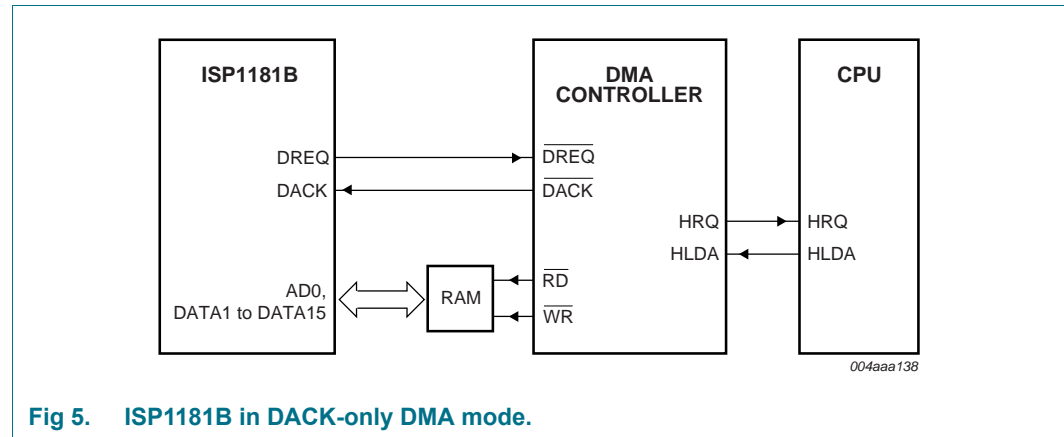 ISP1181B
DREQ
DACK
AD0,
DATA1 to DATA15
RAM
DMA
CONTROLLER
DREQ
DACK
RD
WR
HRQ
HLDA
CPU
HRQ
HLDA
004aaa138
Fig 5. ISP1181B in DACK-only DMA mode.